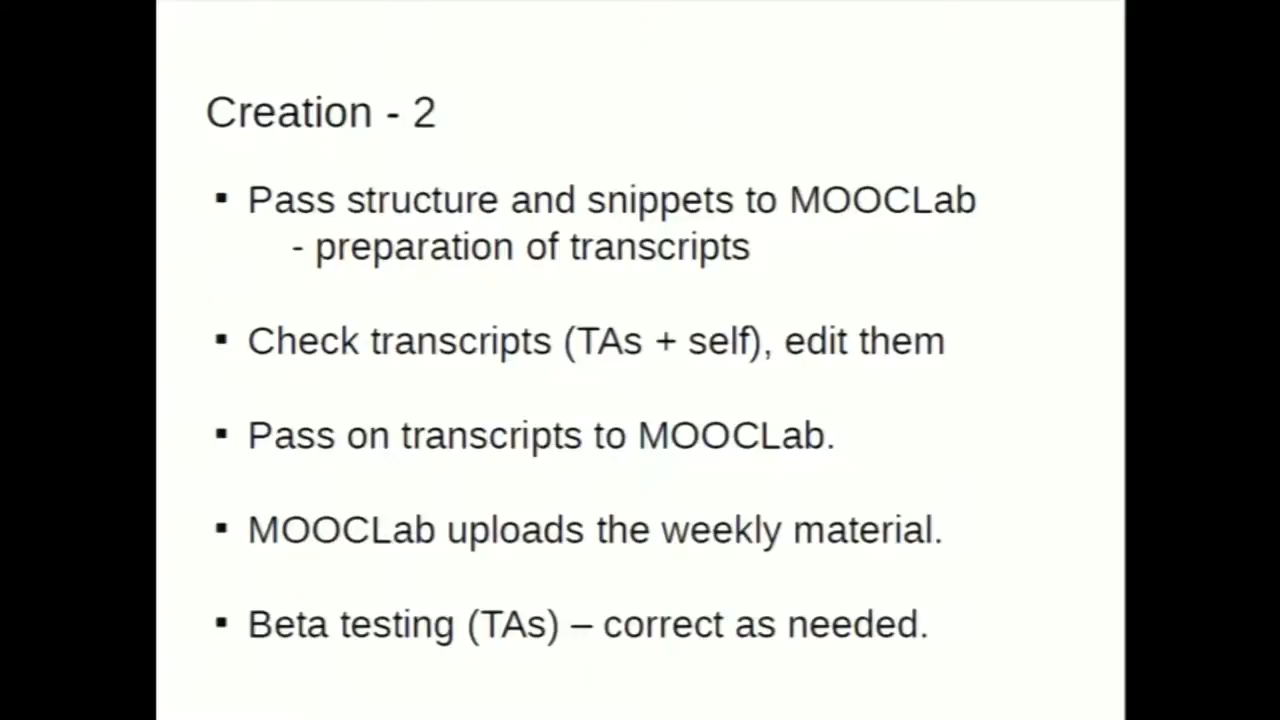 Creation - 2
▪ Pass structure and snippets to MOOCLab
- preparation of transcripts
▪ Check transcripts (TAs + self), edit them
▪ Pass on transcripts to MOOCLab.
▪ MOOCLab uploads the weekly material.
▪ Beta testing (TAs) – correct as needed.